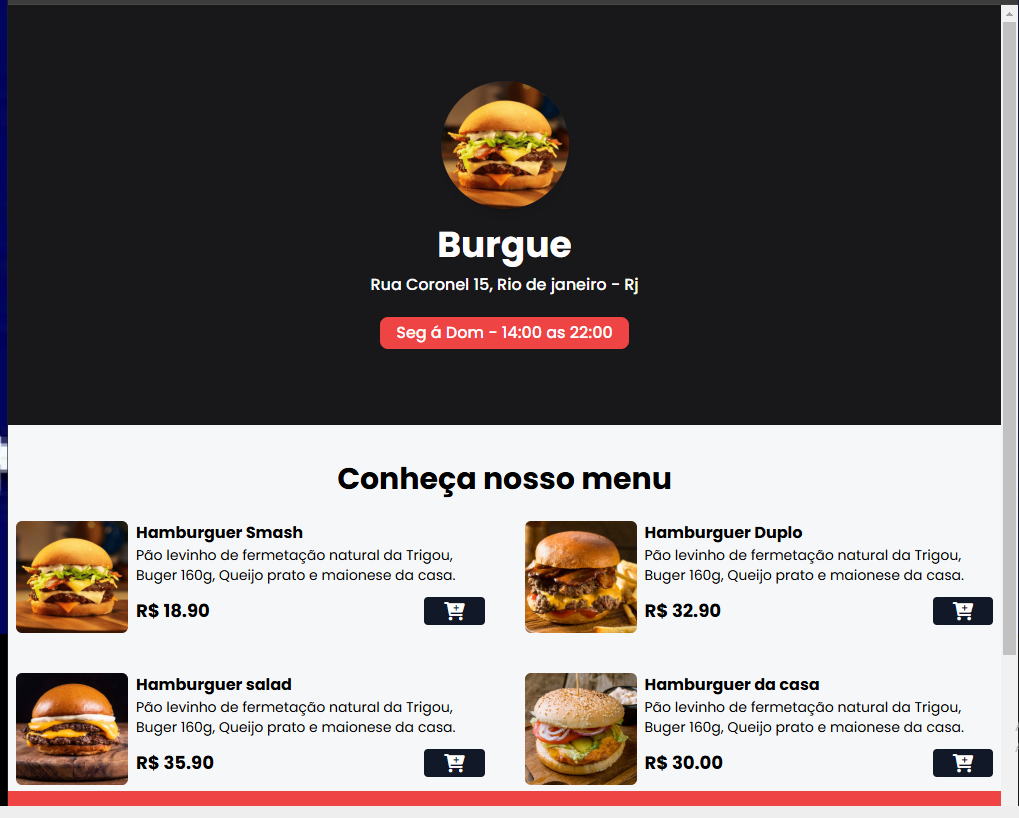 Burgue
Rua Coronel 15, Rio de janeiro - Rj
Seg á Dom - 14:00 as 22:00
Conheça nosso menu
Hamburguer Smash
Pão levinho de fermetação natural da Trigou,
Buger 160g, Queijo prato e maionese da casa.
R$ 18.90
Hamburguer Duplo
Pão levinho de fermetação natural da Trigou,
Buger 160g, Queijo prato e maionese da casa.
R$ 32.90
Hamburguer salad
Pão levinho de fermetação natural da Trigou,
Buger 160g, Queijo prato e maionese da casa.
R$ 35.90
Hamburguer da casa
Pão levinho de fermetação natural da Trigou,
Buger 160g, Queijo prato e maionese da casa.
R$ 30.00